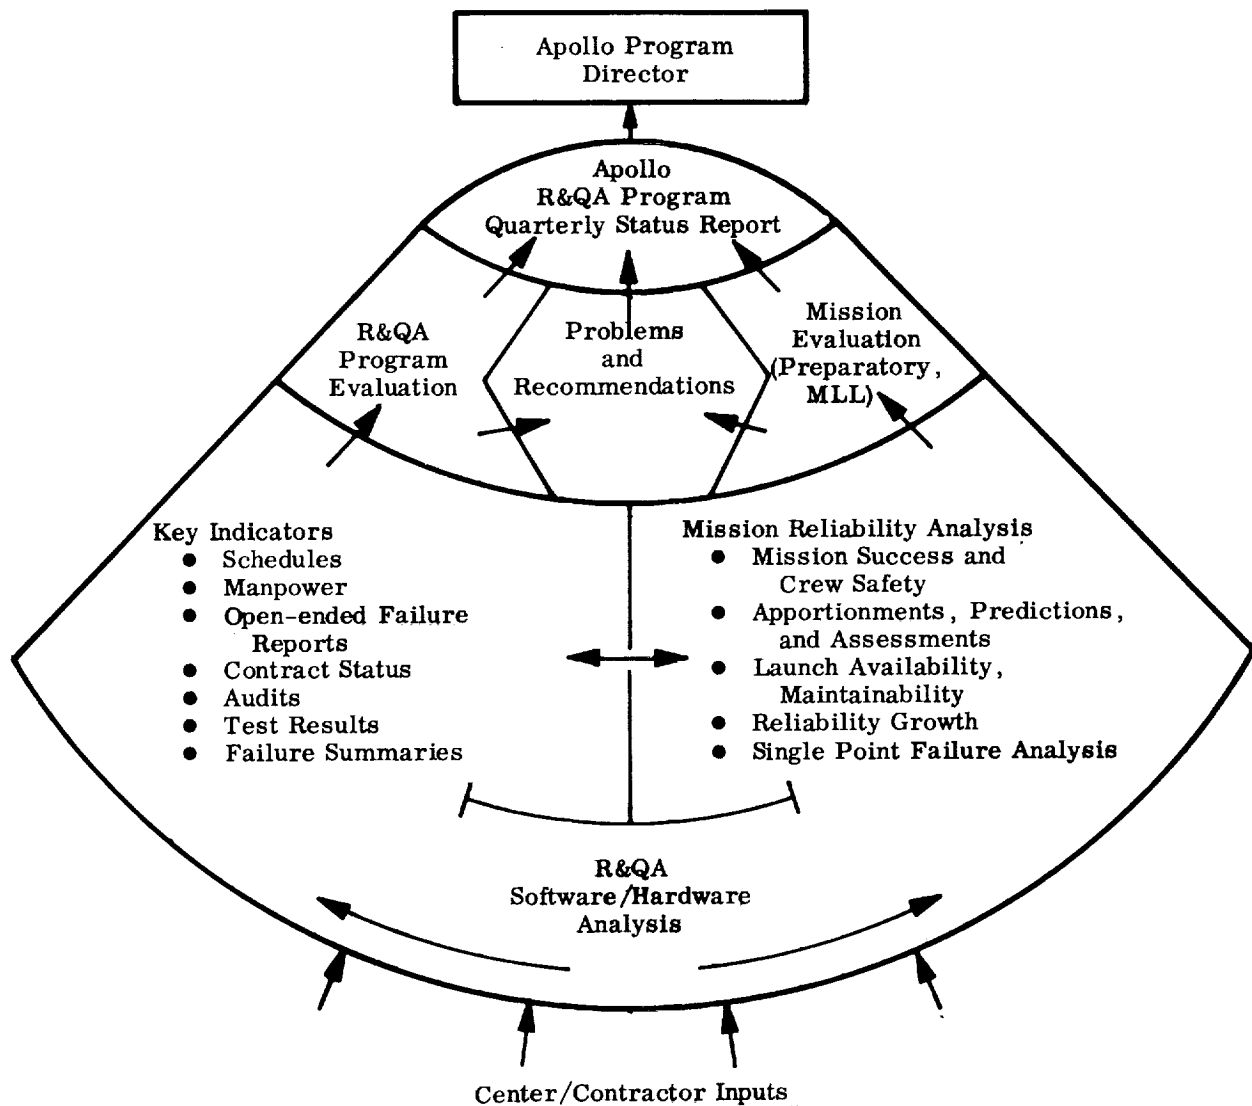 Apollo Program
Director
Apollo
R&QA Program
Quarterly Status Report
R&QA
Program
Evaluation
Problems
and
Recommendations
Mission
Evaluation
(Preparatory,
MLL)
Key Indicators
● Schedules
● Manpower
● Open-ended Failure
Reports
● Contract Status
● Audits
● Test Results
● Failure Summaries
Mission Reliability Analysis
● Mission Success and
Crew Safety
● Apportionments, Predictions,
and Assessments
● Launch Availability,
Maintainability
● Reliability Growth
● Single Point Failure Analysis
R&QA
Software/Hardware
Analysis
Center/Contractor Inputs